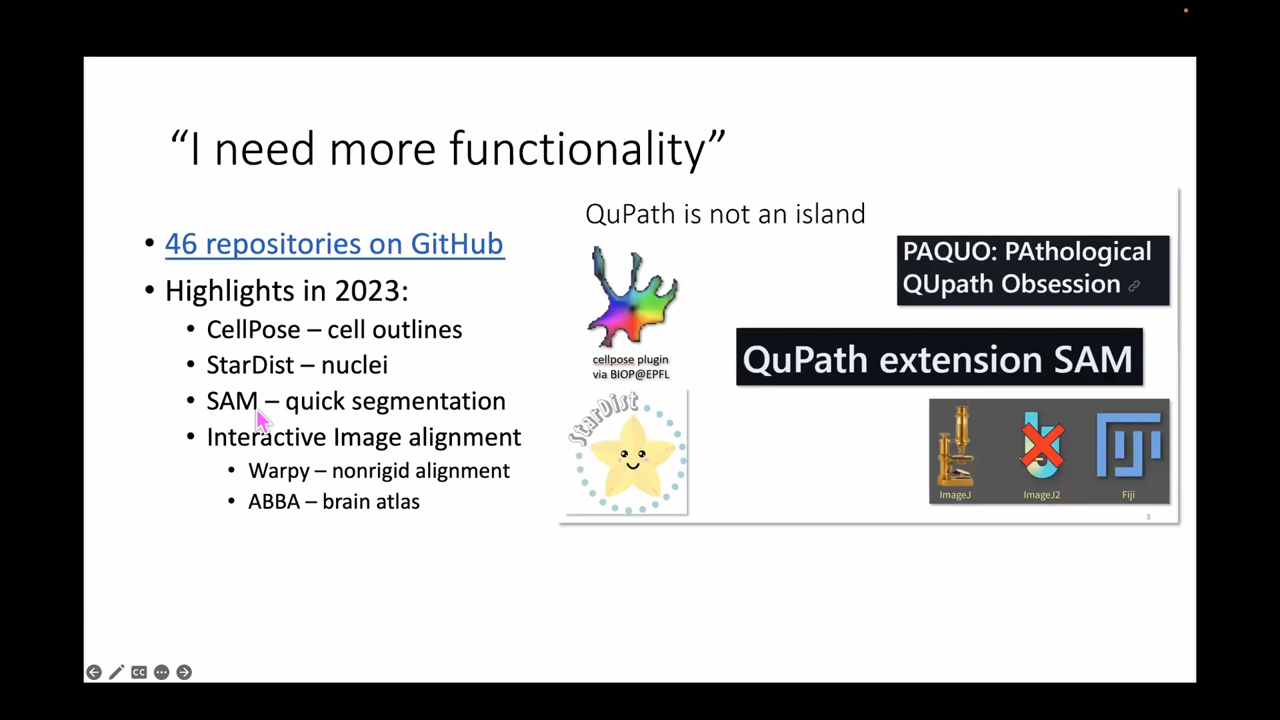 “I need more functionality”
• 46 repositories on GitHub
• Highlights in 2023:
• CellPose – cell outlines
• StarDist – nuclei
• SAM – quick segmentation
• Interactive Image alignment
• Warpy – nonrigid alignment
• ABBA – brain atlas
QuPath is not an island
cellpose plugin
via BIOP@EPFL
PAQUO: PAthological
QUpath Obsession
QuPath extension SAM
StarDist
ImageJ
ImageJ2
Fiji
3
CC